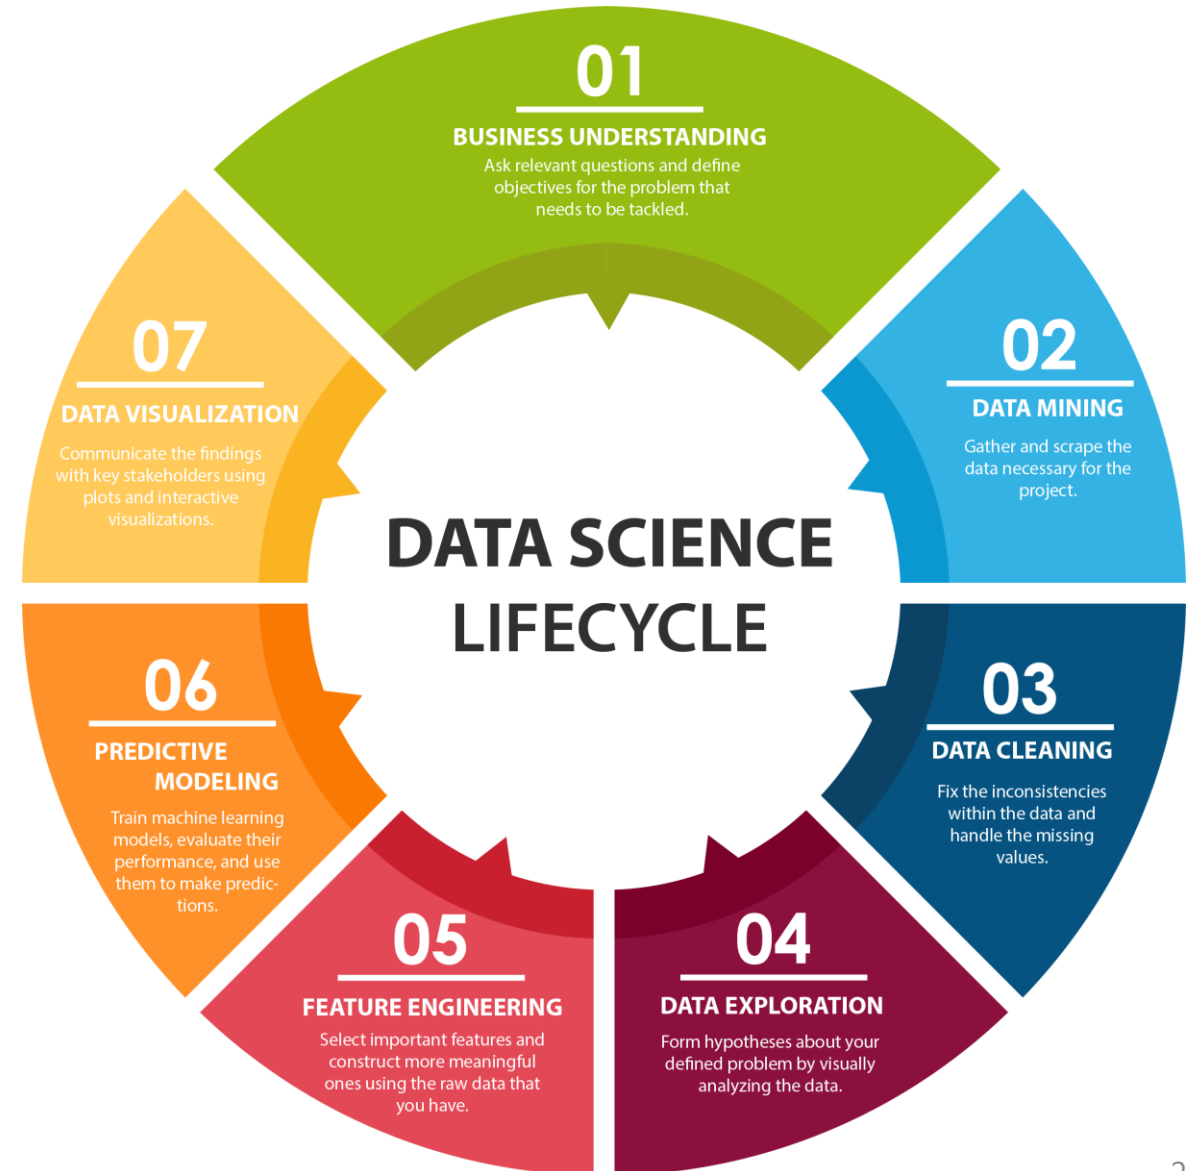 01
BUSINESS UNDERSTANDING
Ask relevant questions and define
objectives for the problem that
needs to be tackled.
02
DATA MINING
Gather and scrape the
data necessary for the
project.
03
DATA CLEANING
Fix the inconsistencies
within the data and
handle the missing
values.
04
DATA EXPLORATION
Form hypotheses about your
defined problem by visually
analyzing the data.
05
FEATURE ENGINEERING
Select important features and
construct more meaningful
ones using the raw data that
you have.
06
PREDICTIVE
MODELING
Train machine learning
models, evaluate their
performance, and use
them to make predic-
tions.
07
DATA VISUALIZATION
Communicate the findings
with key stakeholders using
plots and interactive
visualizations.
DATA SCIENCE
LIFECYCLE